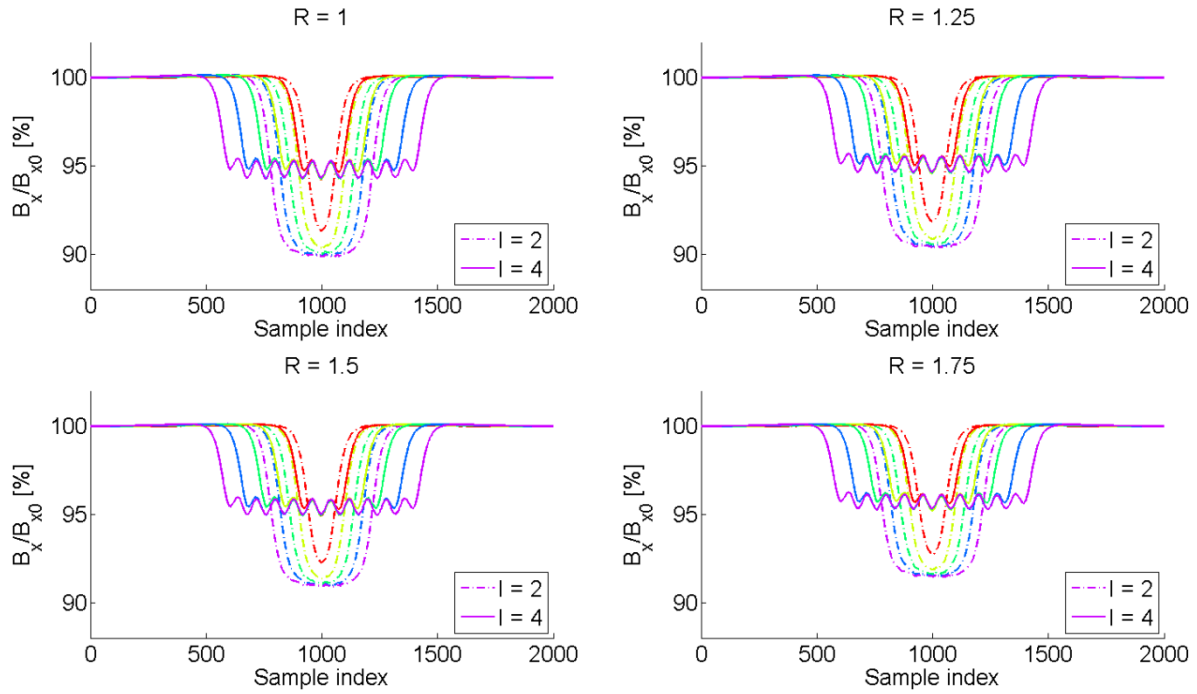 R = 1
B_x/B_x0 [%]
100
95
90
I = 2
I = 4
0 500 1000 1500 2000
Sample index
R = 1.25
B_x/B_x0 [%]
100
95
90
I = 2
I = 4
0 500 1000 1500 2000
Sample index
R = 1.5
B_x/B_x0 [%]
100
95
90
I = 2
I = 4
0 500 1000 1500 2000
Sample index
R = 1.75
B_x/B_x0 [%]
100
95
90
I = 2
I = 4
0 500 1000 1500 2000
Sample index